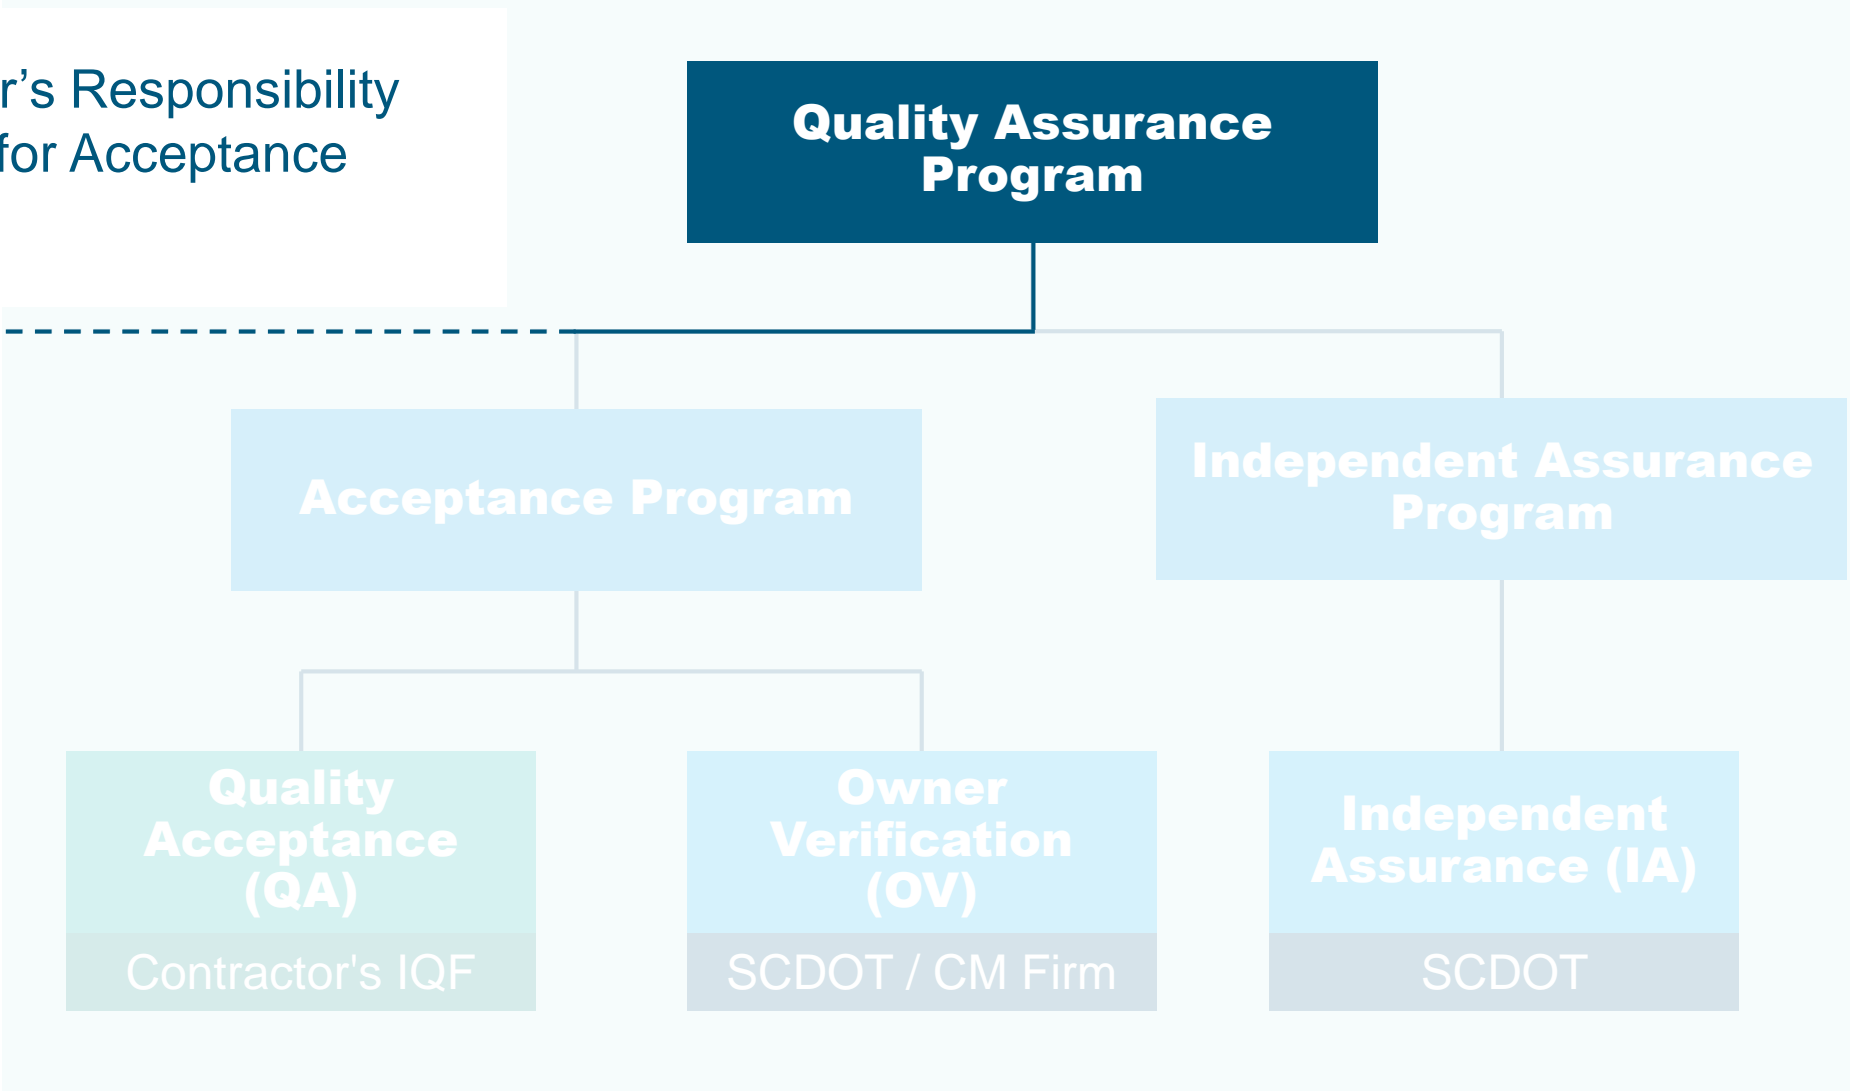 r’s Responsibility
for Acceptance
Quality Assurance
Program
Acceptance Program
Independent Assurance
Program
Quality
Acceptance
(QA)
Contractor's IQF
Owner
Verification
(OV)
SCDOT / CM Firm
Independent
Assurance (IA)
SCDOT